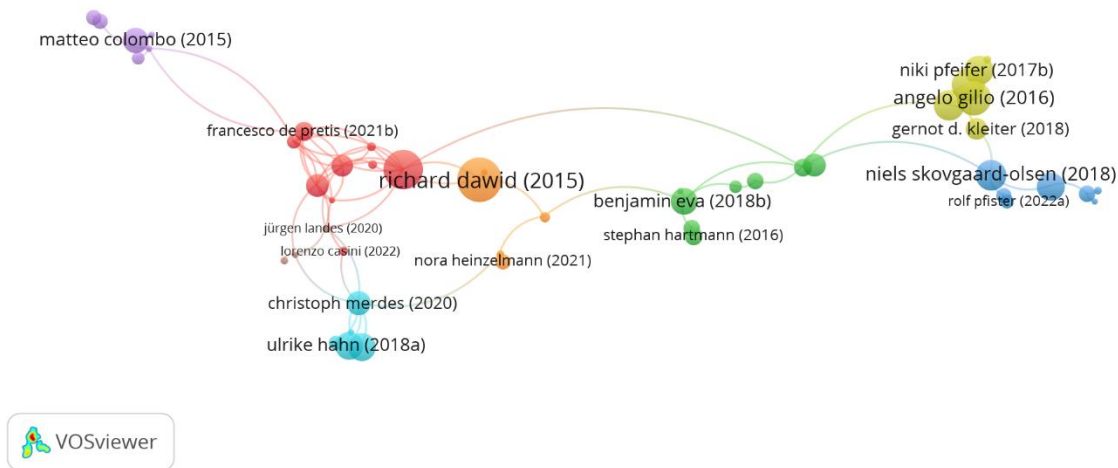 matteo colombo (2015)
niki pfeifer (2017b)
angelo gilio (2016)
francesco de pretis (2021b)
gernot d. kleiter (2018)
richard dawid (2015)
niels skovgaard-olsen (2018)
benjamin eva (2018b)
rolf pfister (2022a)
jürgen landes (2020)
stephan hartmann (2016)
lorenzo casini (2022)
nora heinzelmann (2021)
christoph merdes (2020)
ulrike hahn (2018a)
VOSviewer